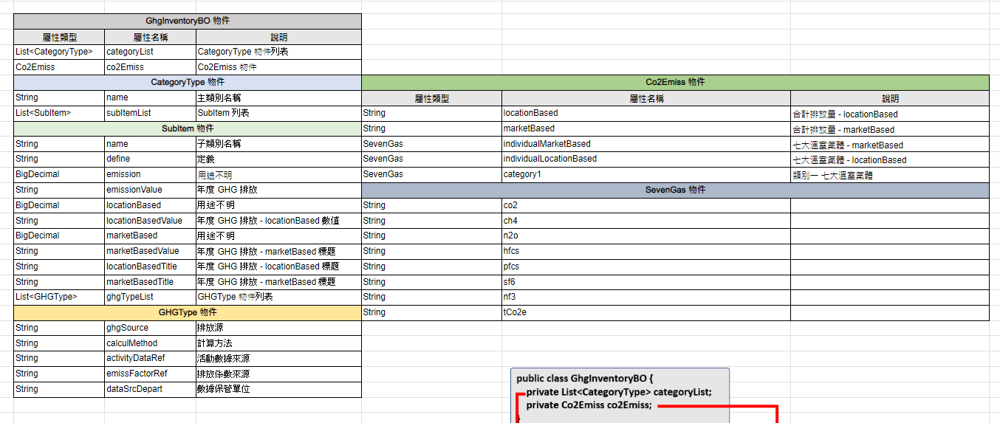 GhgInventoryBO 物件
屬性類型 屬性名稱 說明
List<CategoryType> categoryList CategoryType 物件列表
Co2Emiss co2Emiss Co2Emiss 物件
CategoryType 物件
String name 主類別名稱
List<SubItem> subItemList SubItem 列表
SubItem 物件
String name 子類別名稱
String define 定義
BigDecimal emission 用途不明
String emissionValue 年度 GHG 排放
BigDecimal locationBased 用途不明
String locationBasedValue 年度 GHG 排放 - locationBased 數值
BigDecimal marketBased 用途不明
String marketBasedValue 年度 GHG 排放 - marketBased 標題
String locationBasedTitle 年度 GHG 排放 - locationBased 標題
String marketBasedTitle 年度 GHG 排放 - marketBased 標題
List<GHGType> ghgTypeList GHGType 物件列表
GHGType 物件
String ghgSource 排放源
String calculMethod 計算方法
String activityDataRef 活動數據來源
String emissFactorRef 排放係數來源
String dataSrcDepart 數據保管單位
Co2Emiss 物件
屬性類型 屬性名稱 說明
String locationBased 合計排放量 - locationBased
String marketBased 合計排放量 - marketBased
SevenGas individualMarketBased 七大溫室氣體 - marketBased
SevenGas individualLocationBased 七大溫室氣體 - locationBased
SevenGas category1 類別一 七大溫室氣體
SevenGas 物件
String co2
String ch4
String n2o
String hfcs
String pfcs
String sf6
String nf3
String tCo2e
public class GhgInventoryBO {
private List<CategoryType> categoryList;
private Co2Emiss co2Emiss;
}